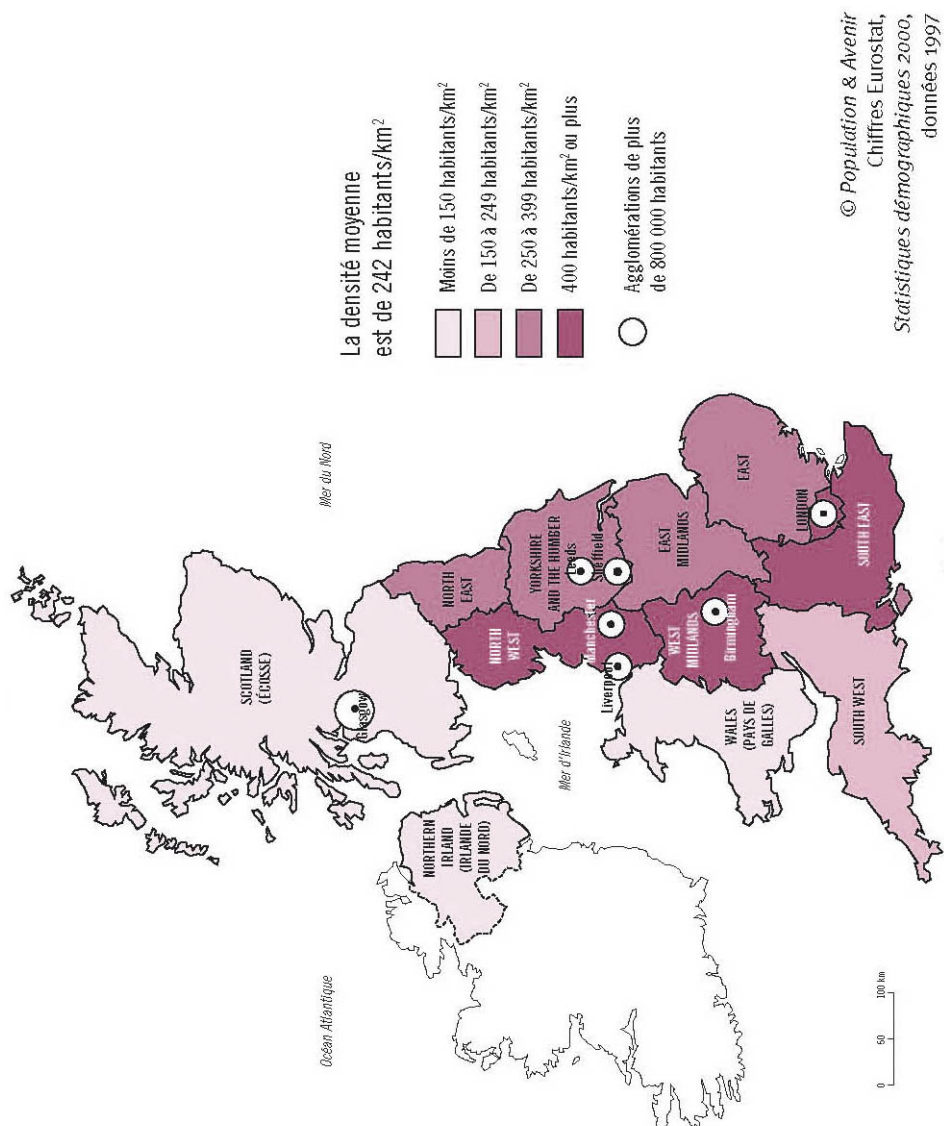 La densité moyenne
est de 242 habitants/km²
Moins de 150 habitants/km²
De 150 à 249 habitants/km²
De 250 à 399 habitants/km²
400 habitants/km² ou plus
Agglomérations de plus
de 800 000 habitants
© Population & Avenir
Chiffres Eurostat,
Statistiques démographiques 2000,
données 1997
Océan Atlantique
Mer du Nord
Mer d'Irlande
SCOTLAND
(ÉCOSSE)
Glasgow
NORTHERN
IRLAND
(IRLANDE
DU NORD)
NORTH
EAST
NORTH
WEST
YORKSHIRE
AND THE HUMBER
Leeds
Sheffield
Manchester
Liverpool
EAST
MIDLANDS
WEST
MIDLANDS
Birmingham
WALES
(PAYS DE
GALLES)
EAST
LONDON
SOUTH EAST
SOUTH WEST
0
50
100 km